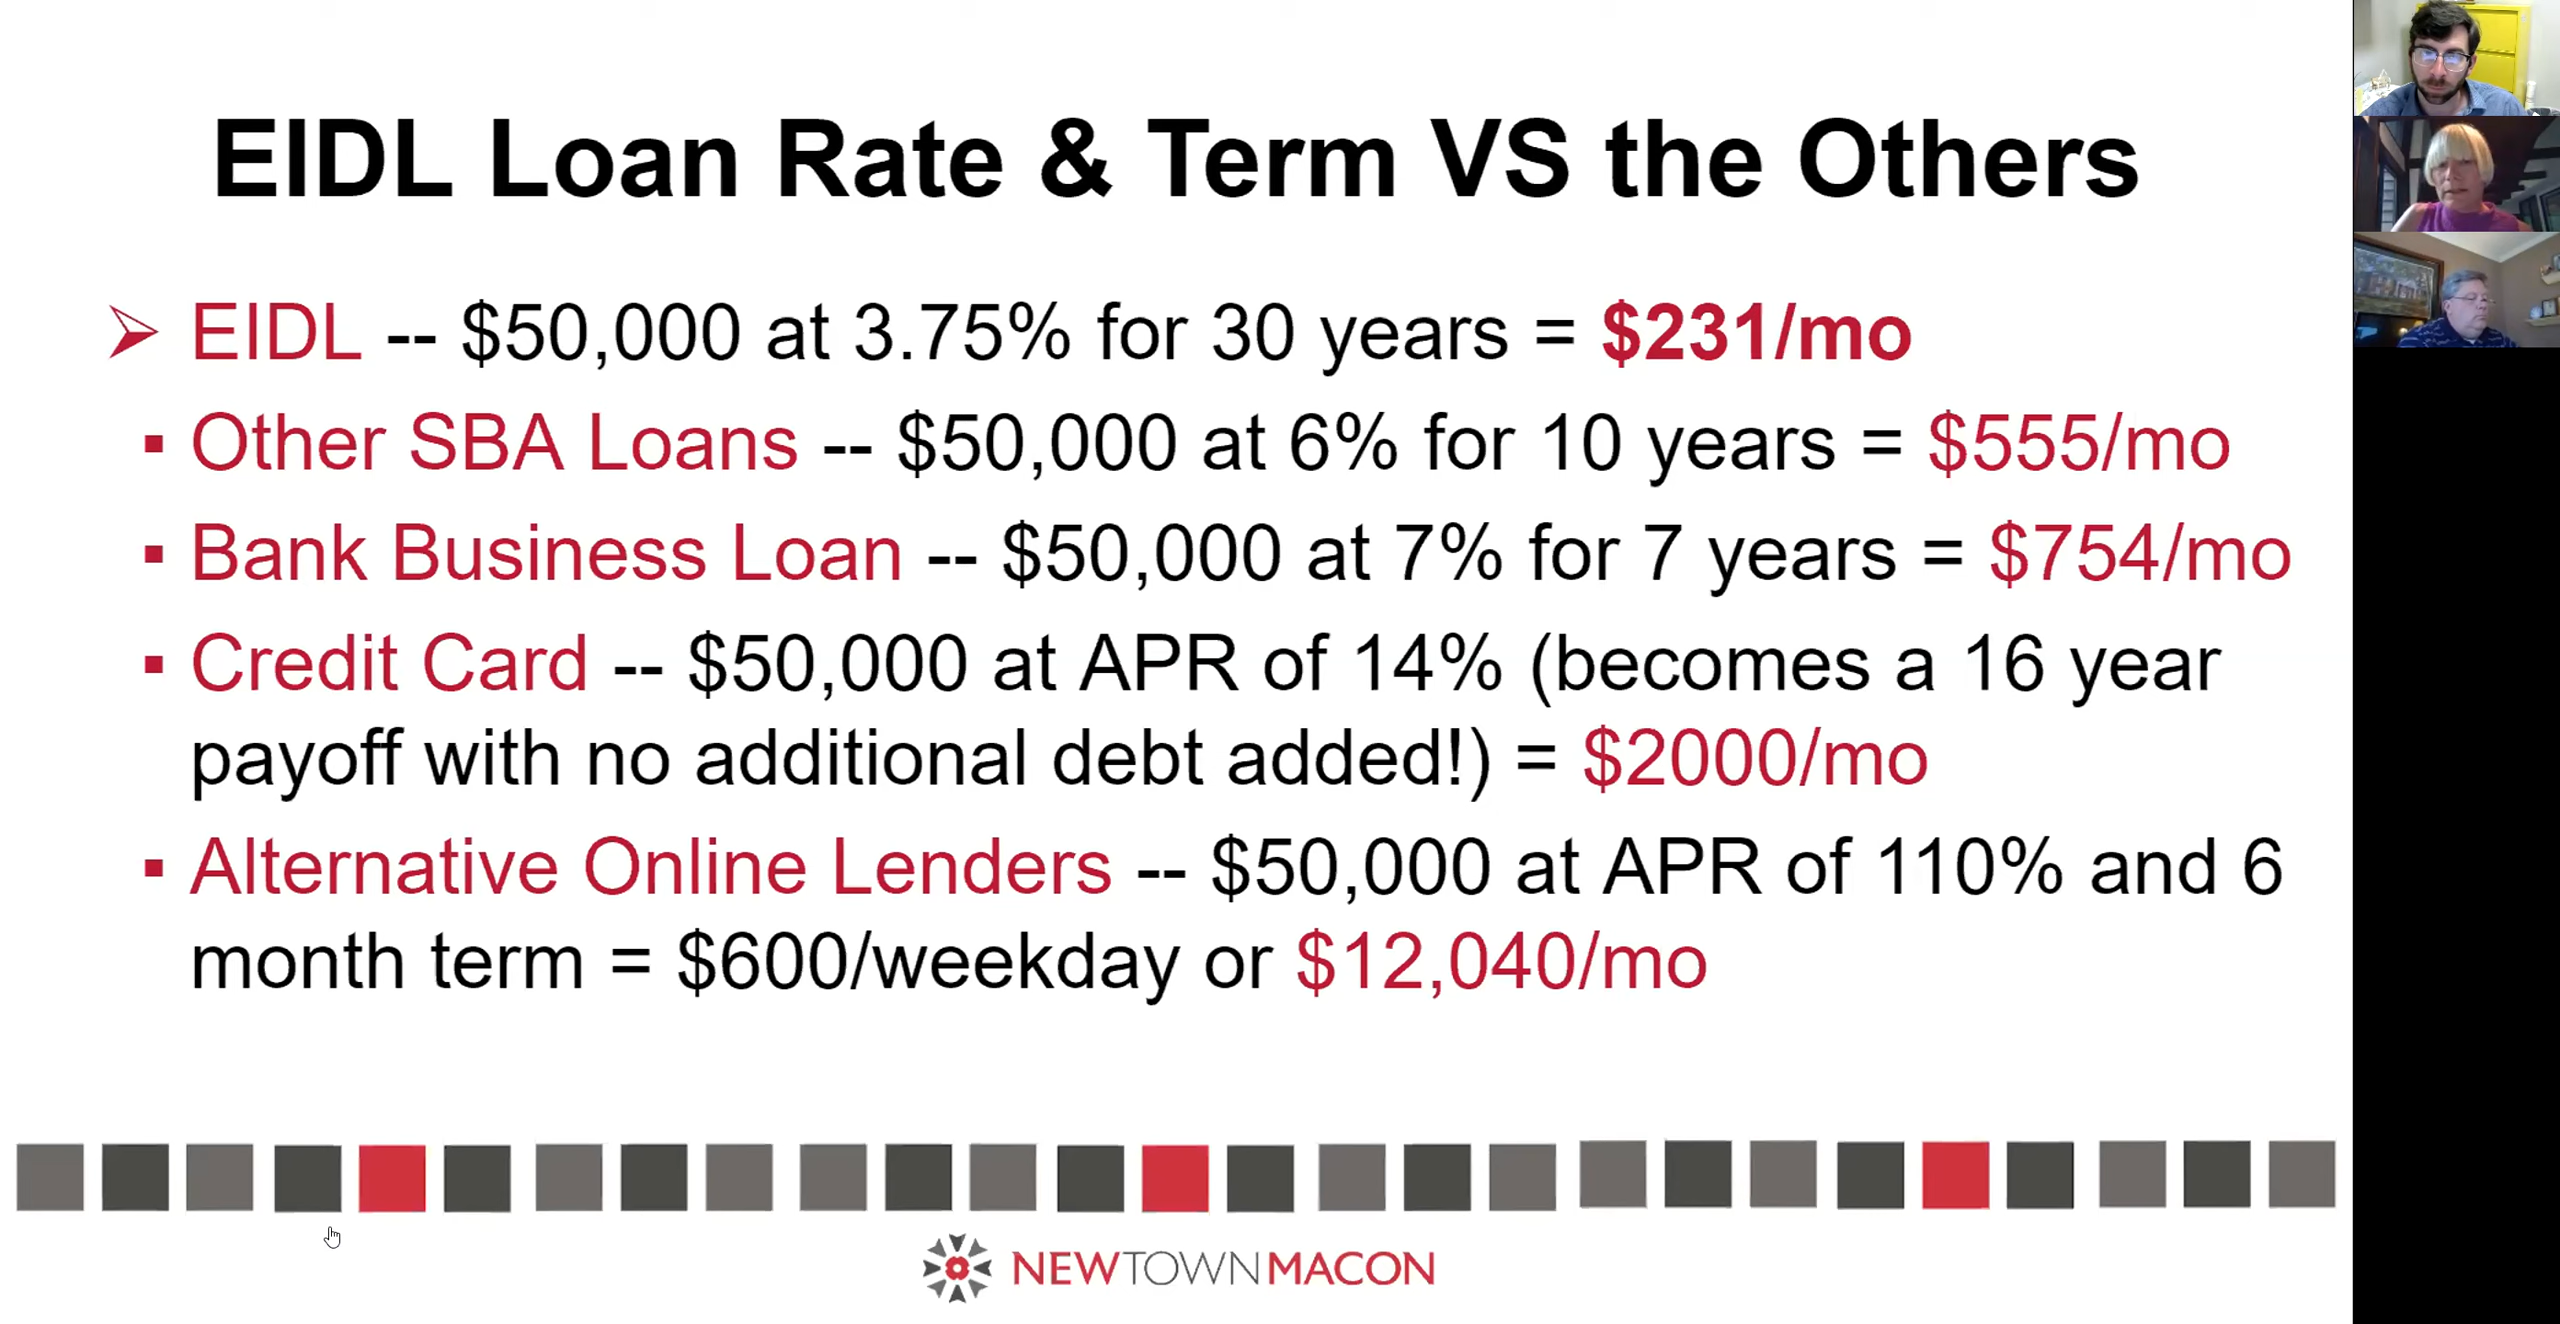 EIDL Loan Rate & Term VS the Others
➢ EIDL -- $50,000 at 3.75% for 30 years = $231/mo
▪ Other SBA Loans -- $50,000 at 6% for 10 years = $555/mo
▪ Bank Business Loan -- $50,000 at 7% for 7 years = $754/mo
▪ Credit Card -- $50,000 at APR of 14% (becomes a 16 year
payoff with no additional debt added!) = $2000/mo
▪ Alternative Online Lenders -- $50,000 at APR of 110% and 6
month term = $600/weekday or $12,040/mo
NEWTOWNMACON